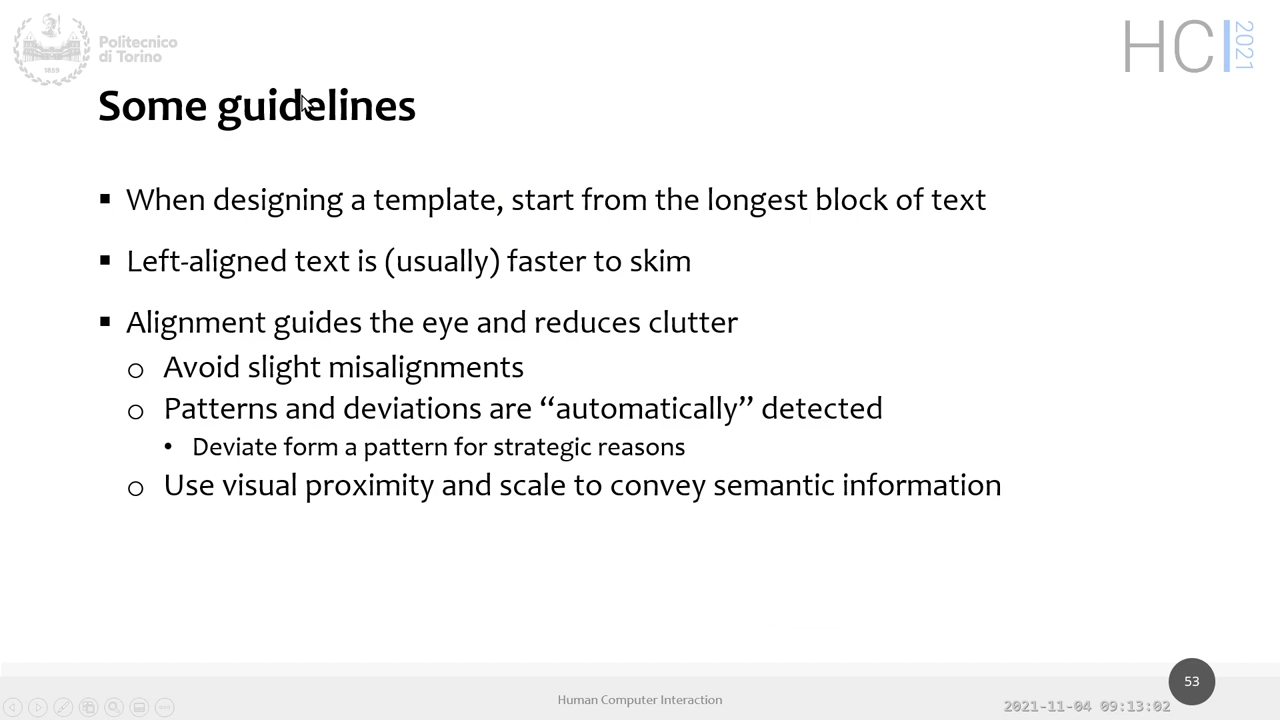 Politecnico
di Torino
1859
HCI
2021
Some guidelines
▪ When designing a template, start from the longest block of text
▪ Left-aligned text is (usually) faster to skim
▪ Alignment guides the eye and reduces clutter
o Avoid slight misalignments
o Patterns and deviations are “automatically” detected
• Deviate form a pattern for strategic reasons
o Use visual proximity and scale to convey semantic information
53
Human Computer Interaction
2021-11-04 09:13:02